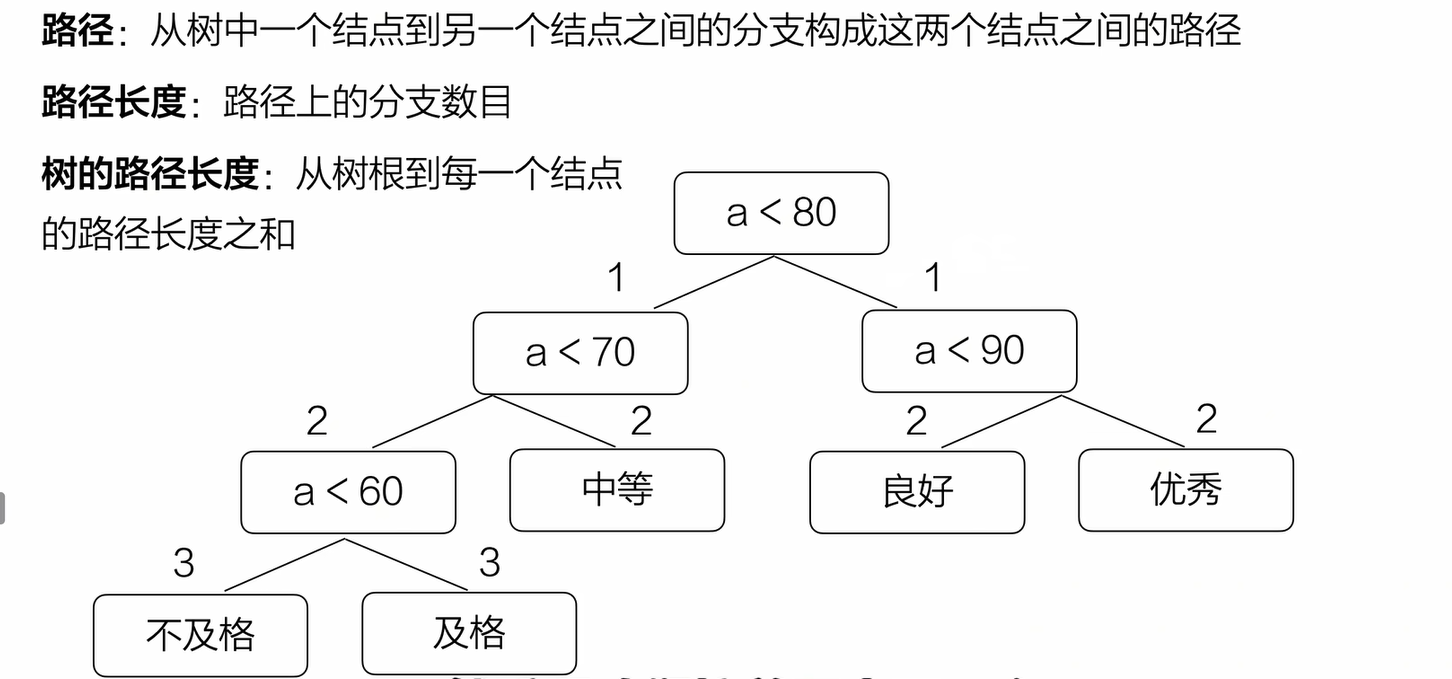 路径：从树中一个结点到另一个结点之间的分支构成这两个结点之间的路径
路径长度：路径上的分支数目
树的路径长度：从树根到每一个结点
的路径长度之和
a < 80
1
1
a < 70
a < 90
2
2
2
2
a < 60
中等
良好
优秀
3
3
不及格
及格